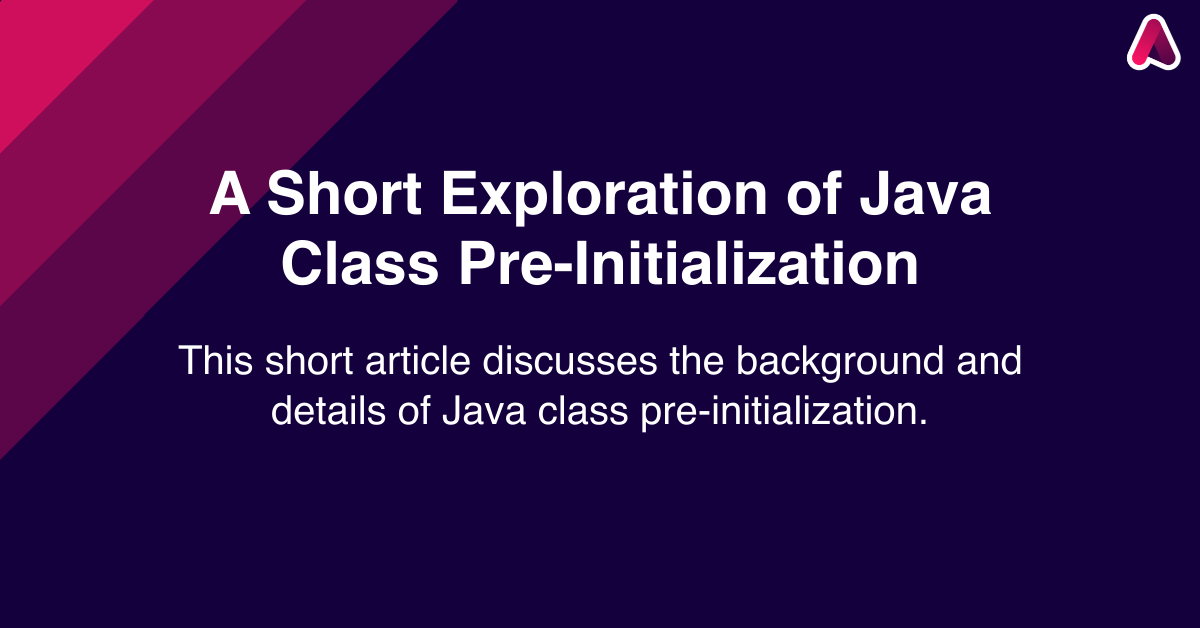 A Short Exploration of Java
Class Pre-Initialization
This short article discusses the background and
details of Java class pre-initialization.